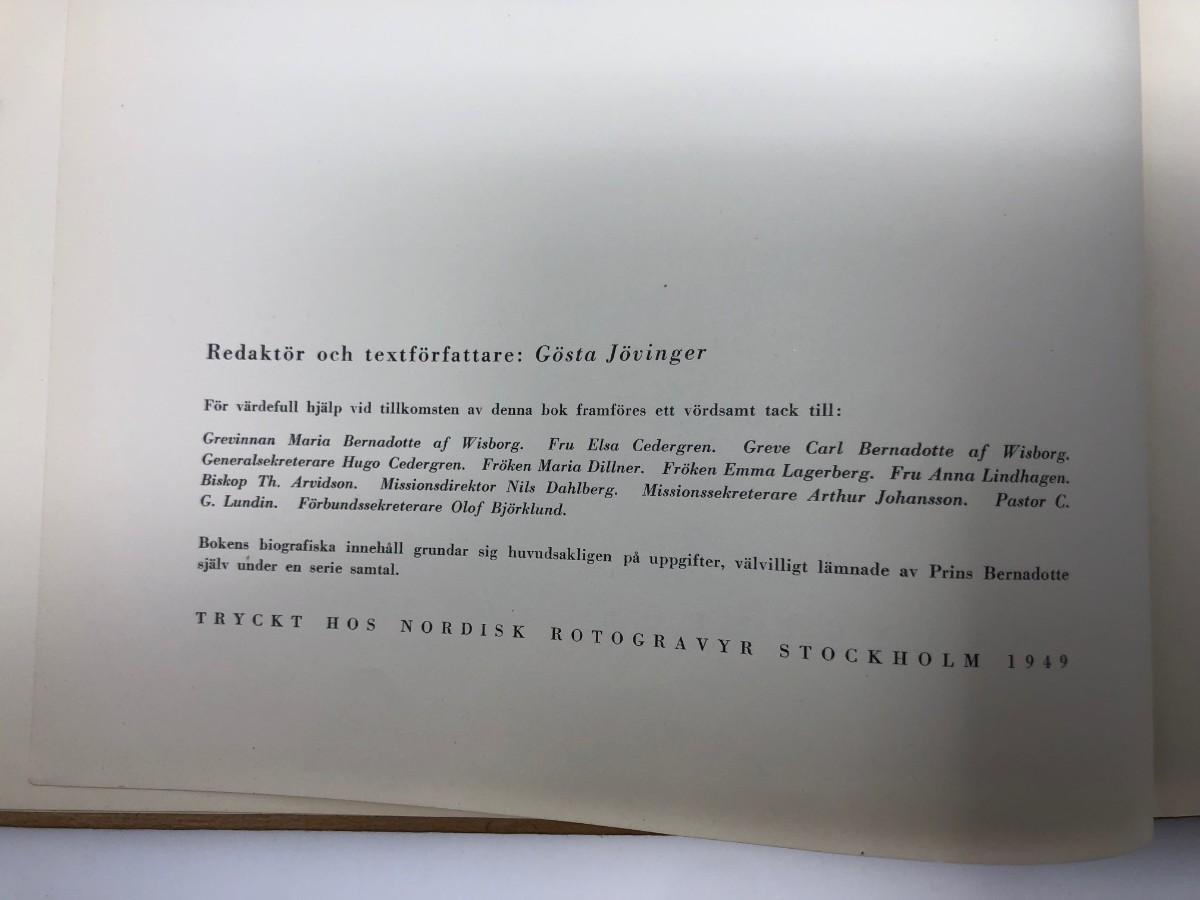 Redaktör och textförfattare: Gösta Jövinger
För värdefull hjälp vid tillkomsten av denna bok framföres ett vördsamt tack till:
Grevinnan Maria Bernadotte af Wisborg. Fru Elsa Cedergren. Greve Carl Bernadotte af Wisborg.
Generalsekreterare Hugo Cedergren. Fröken Maria Dillner. Fröken Emma Lagerberg. Fru Anna Lindhagen.
Biskop Th. Arvidson. Missionsdirektor Nils Dahlberg. Missionssekreterare Arthur Johansson. Pastor C.
G. Lundin. Förbundssekreterare Olof Björklund.
Bokens biografiska innehåll grundar sig huvudsakligen på uppgifter, välvilligt lämnade av Prins Bernadotte
själv under en serie samtal.
TRYCKT HOS NORDISK ROTOGRAVYR STOCKHOLM 1949